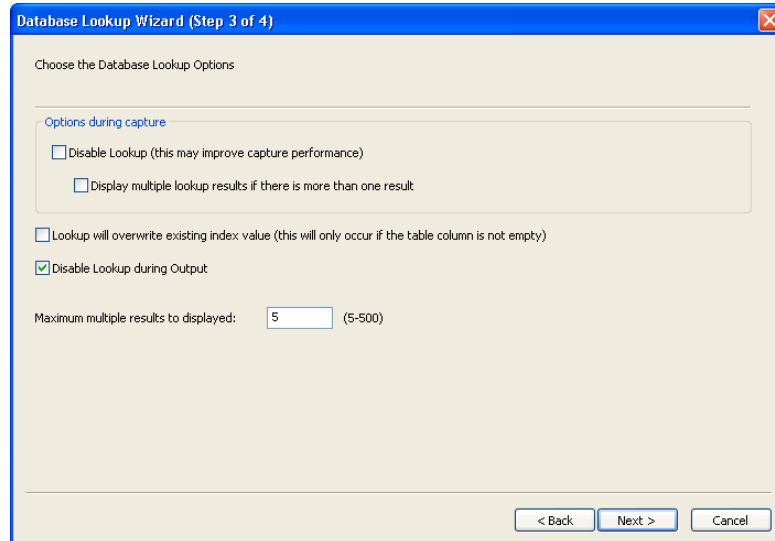 Database Lookup Wizard (Step 3 of 4)
Choose the Database Lookup Options
Options during capture
Disable Lookup (this may improve capture performance)
Display multiple lookup results if there is more than one result
Lookup will overwrite existing index value (this will only occur if the table column is not empty)
Disable Lookup during Output
Maximum multiple results to displayed: 5 (5-500)
< Back Next > Cancel